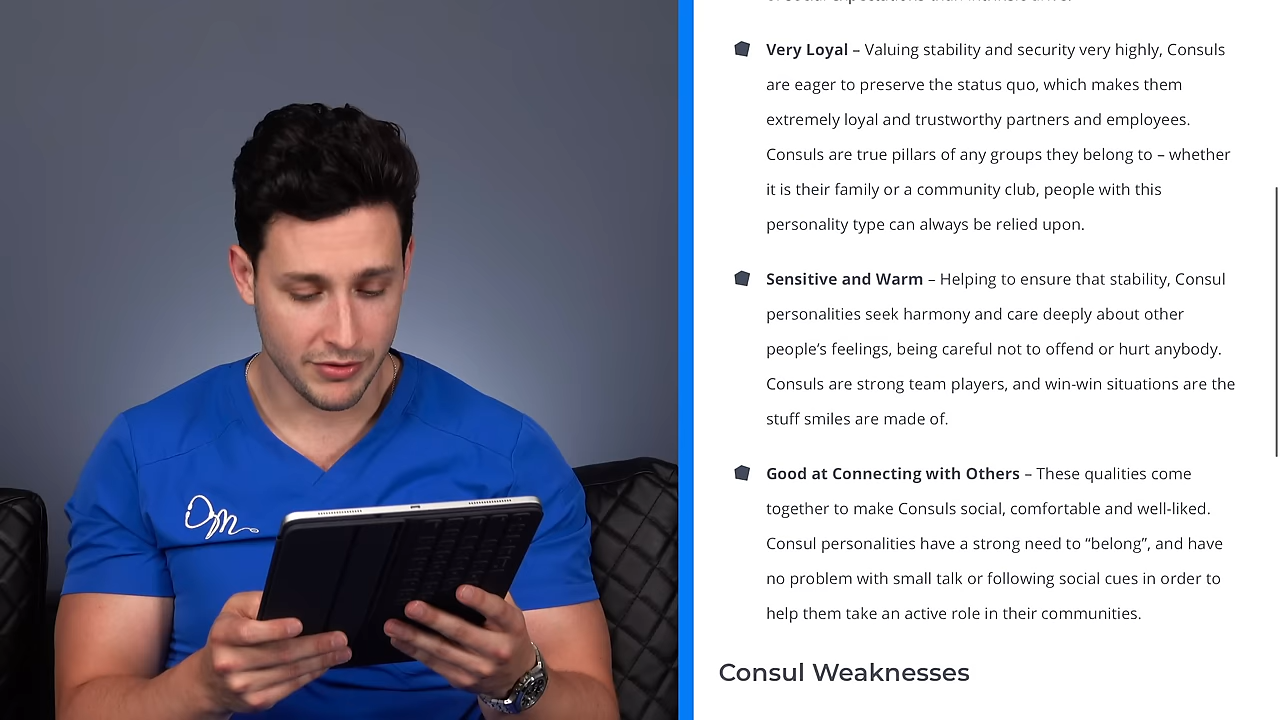 Very Loyal – Valuing stability and security very highly, Consuls
are eager to preserve the status quo, which makes them
extremely loyal and trustworthy partners and employees.
Consuls are true pillars of any groups they belong to – whether
it is their family or a community club, people with this
personality type can always be relied upon.
Sensitive and Warm – Helping to ensure that stability, Consul
personalities seek harmony and care deeply about other
people’s feelings, being careful not to offend or hurt anybody.
Consuls are strong team players, and win-win situations are the
stuff smiles are made of.
Good at Connecting with Others – These qualities come
together to make Consuls social, comfortable and well-liked.
Consul personalities have a strong need to “belong”, and have
no problem with small talk or following social cues in order to
help them take an active role in their communities.
Consul Weaknesses
DM